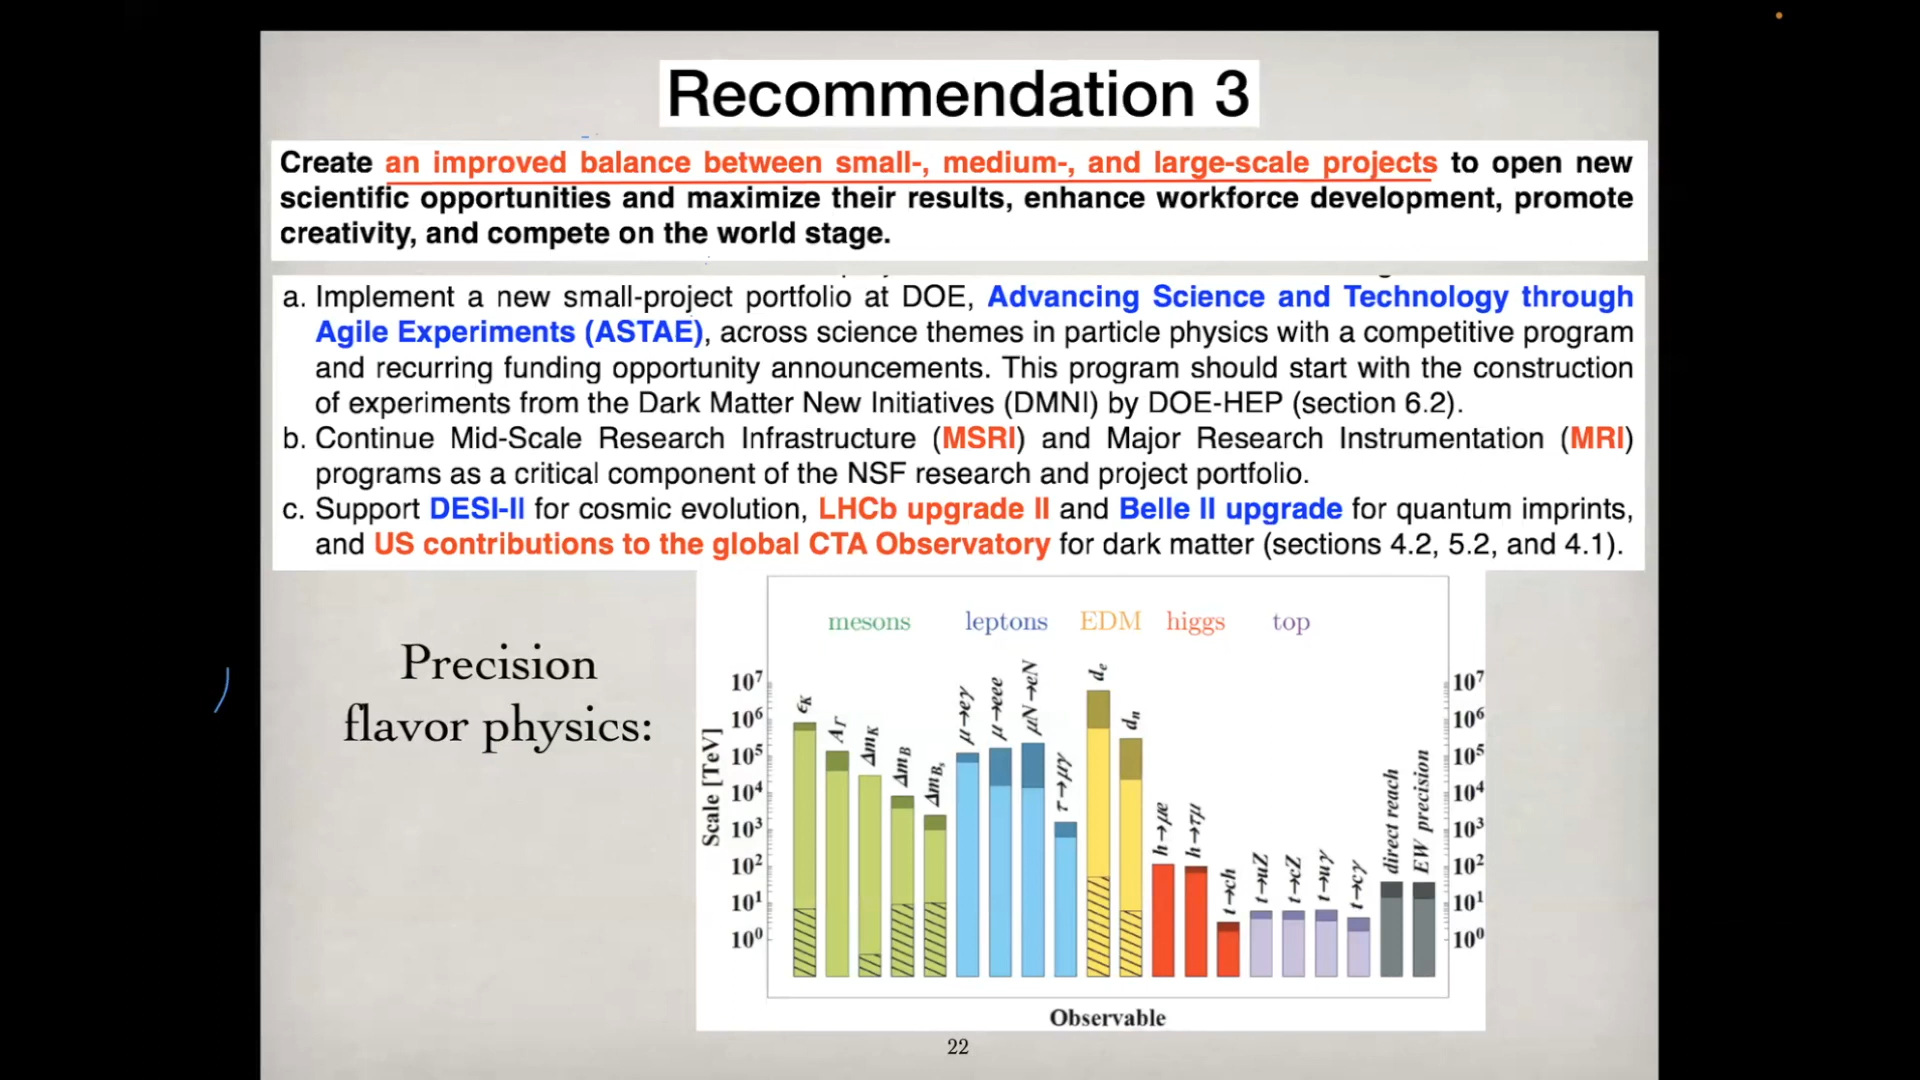 Recommendation 3
Create an improved balance between small-, medium-, and large-scale projects to open new
scientific opportunities and maximize their results, enhance workforce development, promote
creativity, and compete on the world stage.
a. Implement a new small-project portfolio at DOE, Advancing Science and Technology through
Agile Experiments (ASTAE), across science themes in particle physics with a competitive program
and recurring funding opportunity announcements. This program should start with the construction
of experiments from the Dark Matter New Initiatives (DMNI) by DOE-HEP (section 6.2).
b. Continue Mid-Scale Research Infrastructure (MSRI) and Major Research Instrumentation (MRI)
programs as a critical component of the NSF research and project portfolio.
c. Support DESI-II for cosmic evolution, LHCb upgrade II and Belle II upgrade for quantum imprints,
and US contributions to the global CTA Observatory for dark matter (sections 4.2, 5.2, and 4.1).
Precision
flavor physics:
mesons leptons EDM higgs top
Scale [TeV]
10⁷
10⁶
10⁵
10⁴
10³
10²
10¹
10⁰
ϵK
AΓ
ΔmK
ΔmB
ΔmBs
μ→eγ
μ→eee
μN→eN
τ→μγ
de
dn
h→μe
h→τμ
t→ch
t→uZ
t→cZ
t→uγ
t→cγ
direct reach
EW precision
10⁷
10⁶
10⁵
10⁴
10³
10²
10¹
10⁰
Observable
22